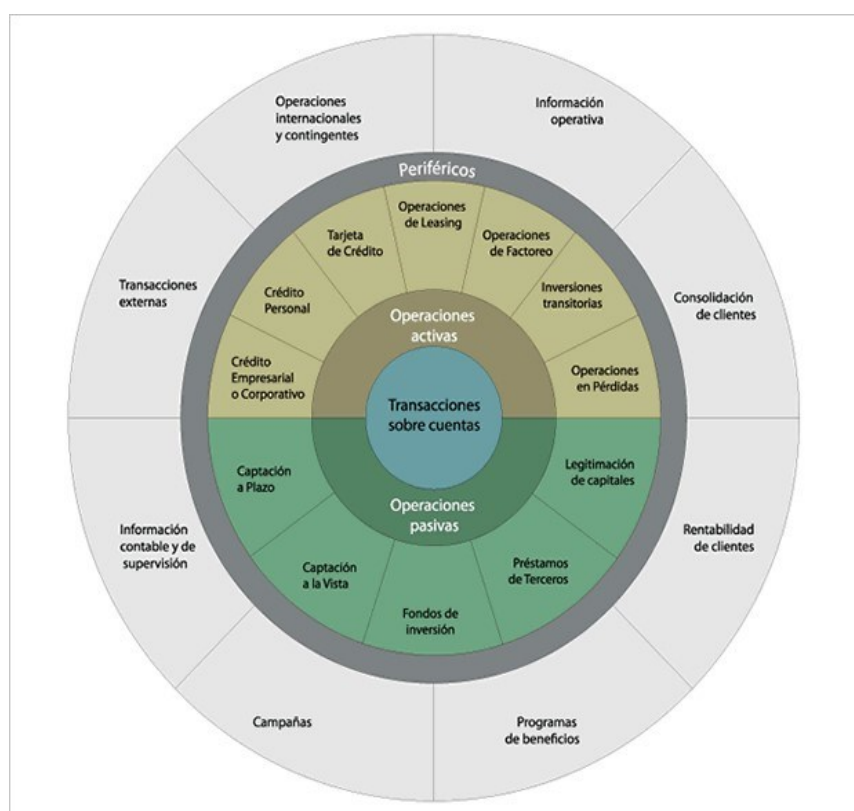 Operaciones
internacionales
y contingentes
Información
operativa
Periféricos
Operaciones
de Leasing
Tarjeta
de Crédito
Operaciones
de Factoreo
Transacciones
externas
Crédito
Personal
Inversiones
transitorias
Consolidación
de clientes
Operaciones
activas
Crédito
Empresarial
o Corporativo
Operaciones
en Pérdidas
Transacciones
sobre cuentas
Captación
a Plazo
Legitimación
de capitales
Operaciones
pasivas
Información
contable y de
supervisión
Rentabilidad
de clientes
Captación
a la Vista
Préstamos
de Terceros
Fondos de
inversión
Campañas
Programas
de beneficios